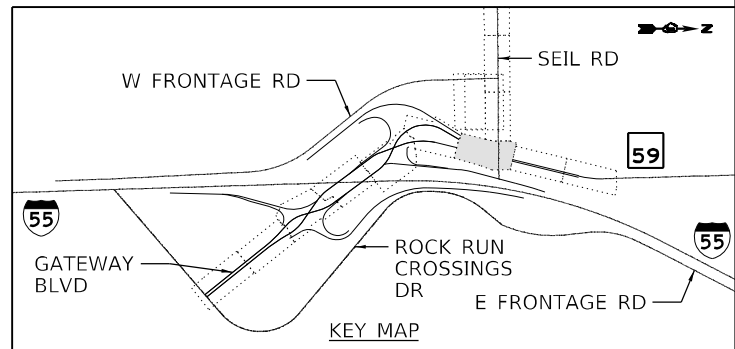 Z
SEIL RD
W FRONTAGE RD
59
55
55
GATEWAY
BLVD
ROCK RUN
CROSSINGS
DR
E FRONTAGE RD
KEY MAP